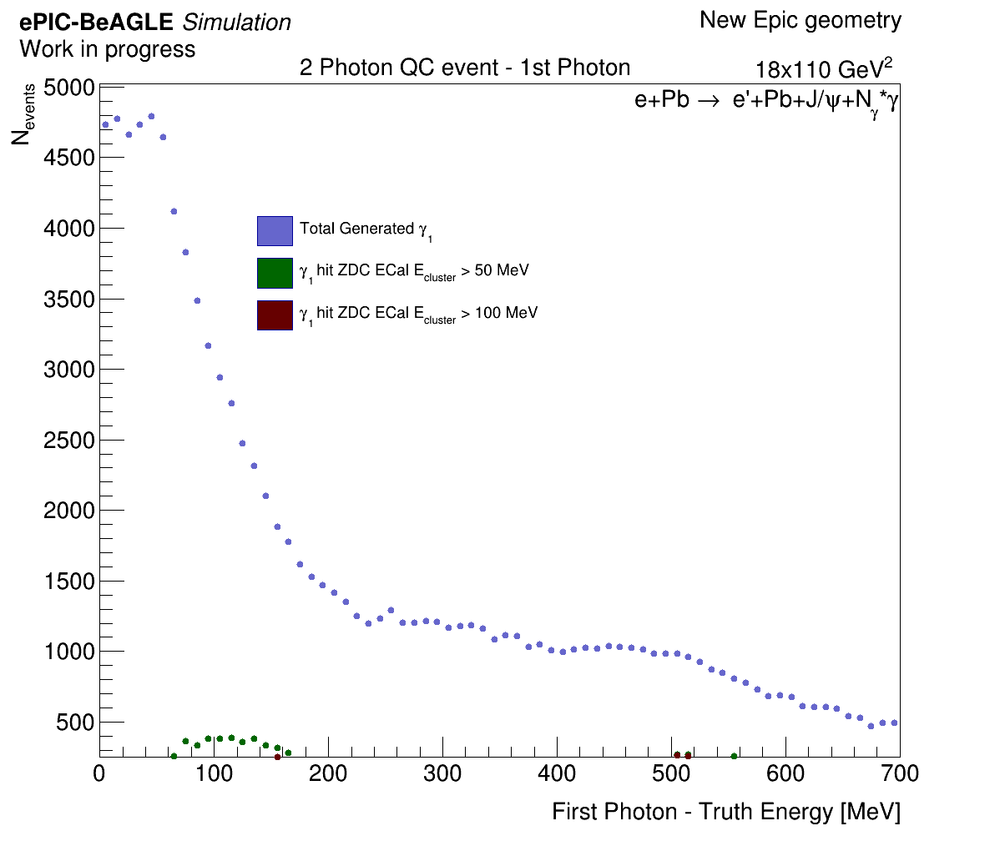 ePIC-BeAGLE Simulation
New Epic geometry
Work in progress
2 Photon QC event - 1st Photon
18x110 GeV²
e+Pb → e'+Pb+J/ψ+Nγ*γ
Nevents
5000
4500
4000
3500
3000
2500
2000
1500
1000
500
Total Generated γ₁
γ₁ hit ZDC ECal Ecluster > 50 MeV
γ₁ hit ZDC ECal Ecluster > 100 MeV
0 100 200 300 400 500 600 700
First Photon - Truth Energy [MeV]